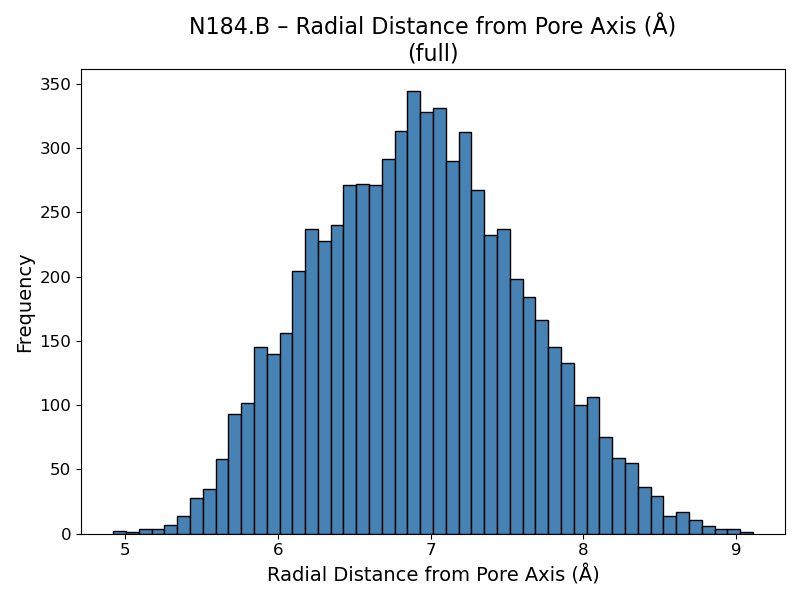 N184.B – Radial Distance from Pore Axis (Å)
(full)
350
300
250
200
150
100
50
0
Frequency
5 6 7 8 9
Radial Distance from Pore Axis (Å)